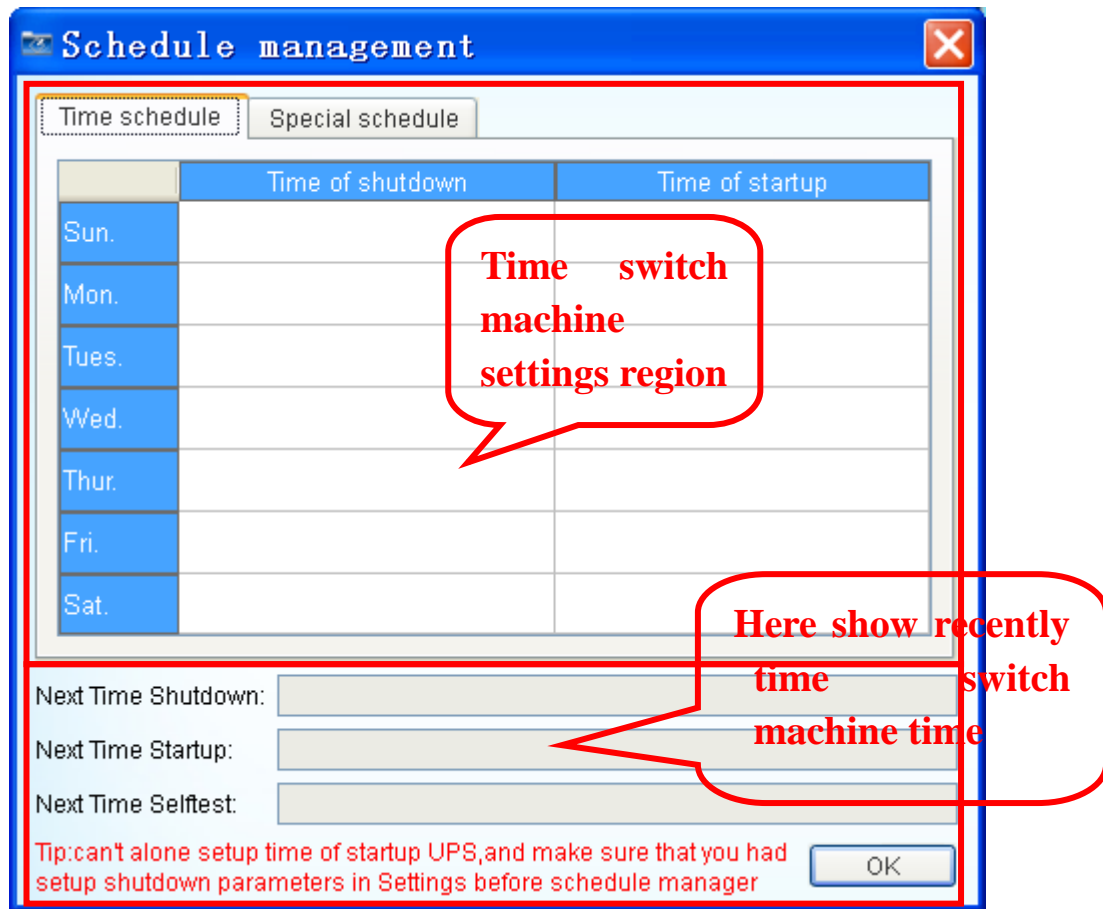 Schedule management
Time schedule Special schedule
Time of shutdown Time of startup
Sun.
Mon.
Tues.
Wed.
Thur.
Fri.
Sat.
Time switch
machine
settings region
Here show recently
time switch
machine time
Next Time Shutdown:
Next Time Startup:
Next Time Selftest:
Tip:can't alone setup time of startup UPS,and make sure that you had
setup shutdown parameters in Settings before schedule manager
OK